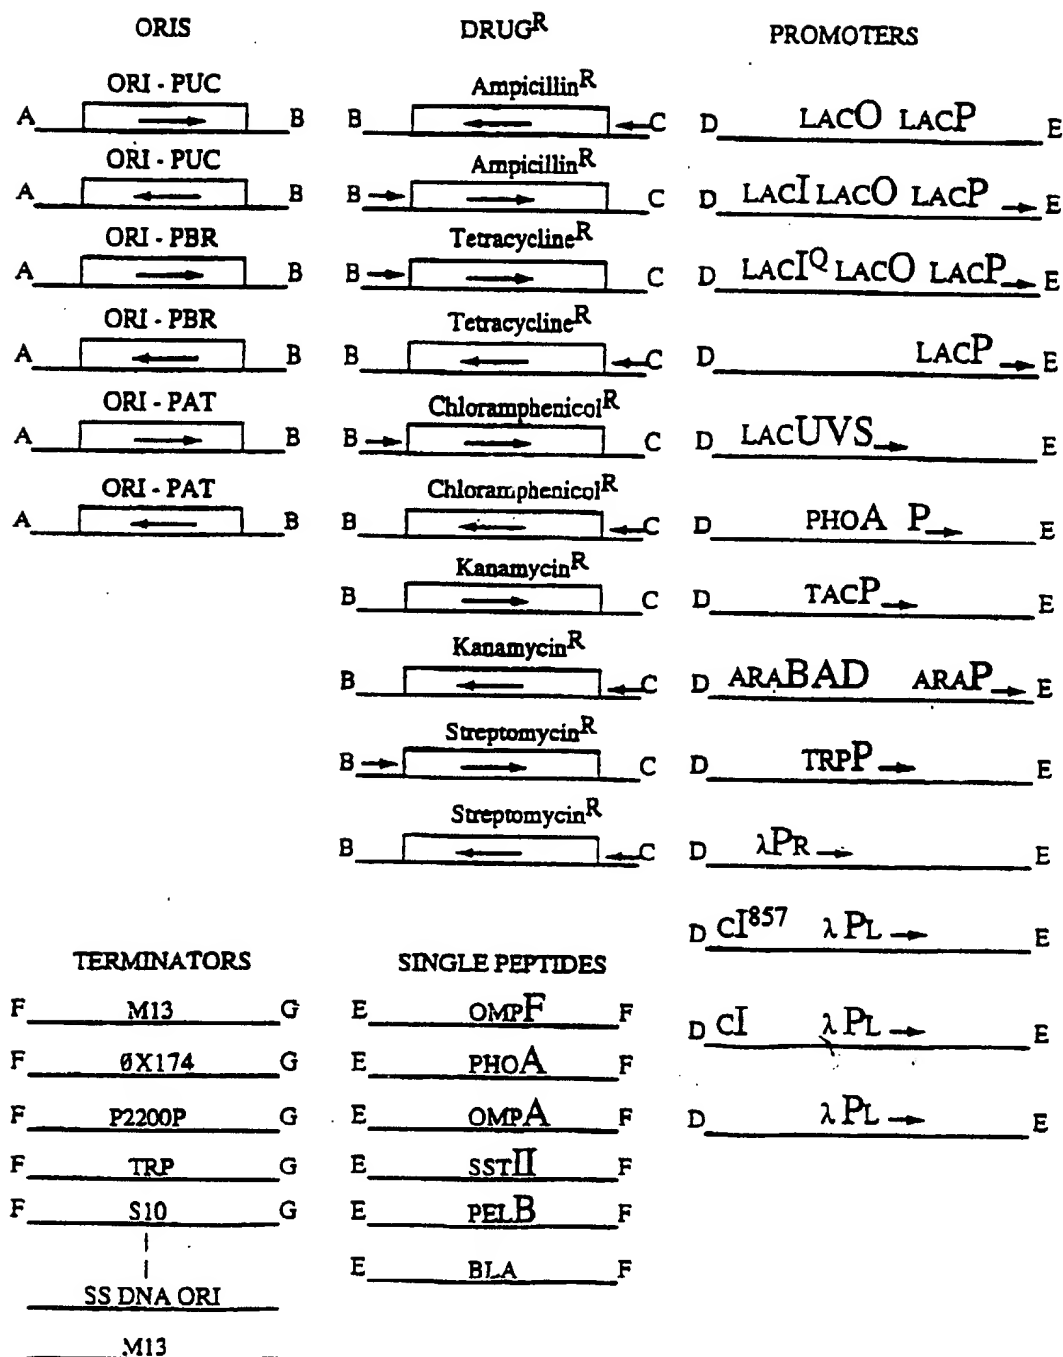 ORIS
ORI - PUC
A B
ORI - PUC
A B
ORI - PBR
A B
ORI - PBR
A B
ORI - PAT
A B
ORI - PAT
A B
DRUGR
AmpicillinR
B C
AmpicillinR
B C
TetracyclineR
B C
TetracyclineR
B C
ChloramphenicolR
B C
ChloramphenicolR
B C
KanamycinR
B C
KanamycinR
B C
StreptomycinR
B C
StreptomycinR
B C
PROMOTERS
D LACO LACP E
D LACI LACO LACP E
D LACIQ LACO LACP E
D LACP E
D LACUVS E
D PHOA P E
D TACP E
D ARABAD ARAP E
D TRPP E
D λPR E
D CI857 λ PL E
D CI λ PL E
D λ PL E
TERMINATORS
F M13 G
F ØX174 G
F P2200P G
F TRP G
F S10 G
SS DNA ORI
M13
SINGLE PEPTIDES
E OMPF F
E PHOA F
E OMPA F
E SSTII F
E PELB F
E BLA F